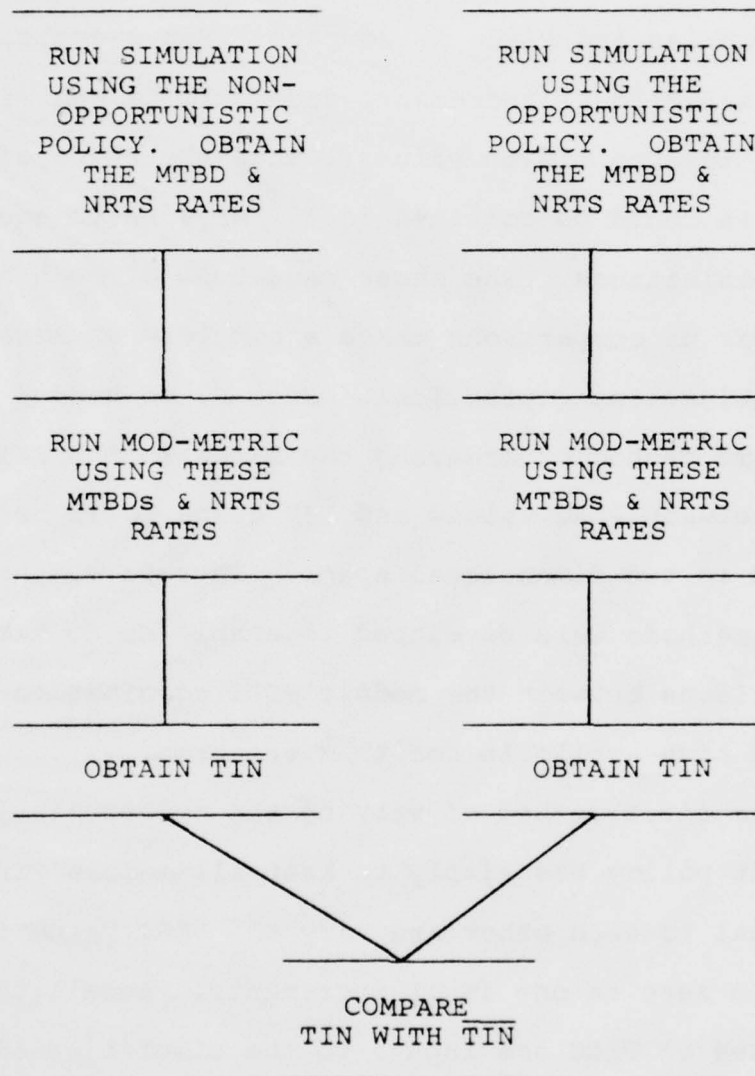 RUN SIMULATION
USING THE NON-
OPPORTUNISTIC
POLICY. OBTAIN
THE MTBD &
NRTS RATES
RUN SIMULATION
USING THE
OPPORTUNISTIC
POLICY. OBTAIN
THE MTBD &
NRTS RATES
RUN MOD-METRIC
USING THESE
MTBDs & NRTS
RATES
RUN MOD-METRIC
USING THESE
MTBDs & NRTS
RATES
OBTAIN T̅I̅N̅
OBTAIN TIN
COMPARE
TIN WITH T̅I̅N̅